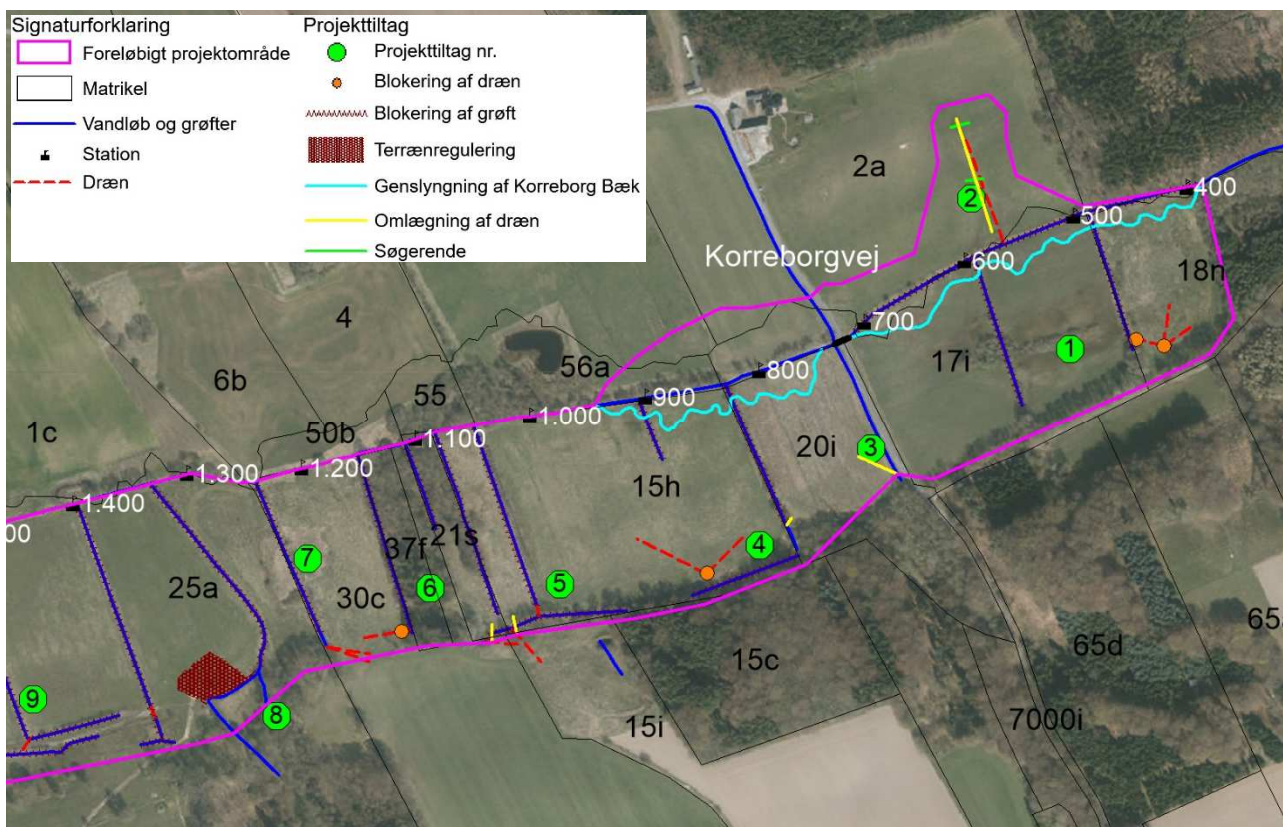 Signaturforklaring
Foreløbigt projektområde
Matrikel
Vandløb og grøfter
Station
Dræn
Projekttiltag
Projekttiltag nr.
Blokering af dræn
Blokering af grøft
Terrænregulering
Genslyngning af Korreborg Bæk
Omlægning af dræn
Søgerende
2a
2
400
500
Korreborgvej
600
18n
4
700
1
6b
56a
800
17i
55
900
1c
50b
1.000
1.100
20i
3
1.200
1.300
15h
1.400
00
37f
21s
4
7
25a
30c
6
5
65d
65
15c
9
8
15i
7000i